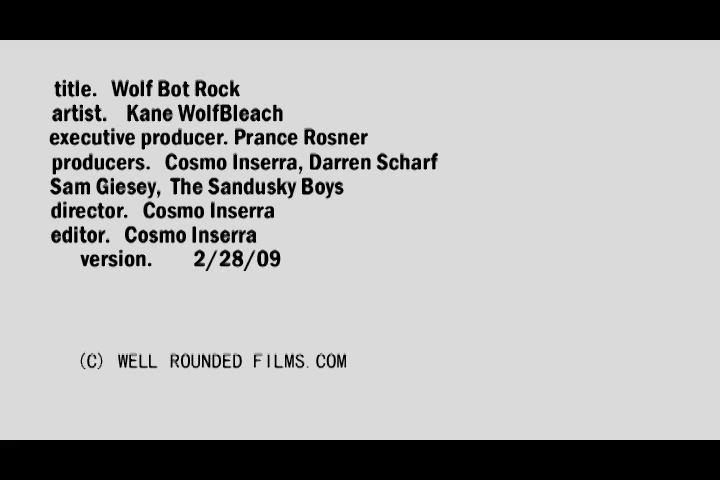 title. Wolf Bot Rock
artist. Kane WolfBleach
executive producer. Prance Rosner
producers. Cosmo Inserra, Darren Scharf
Sam Giesey, The Sandusky Boys
director. Cosmo Inserra
editor. Cosmo Inserra
version. 2/28/09
(C) WELL ROUNDED FILMS.COM